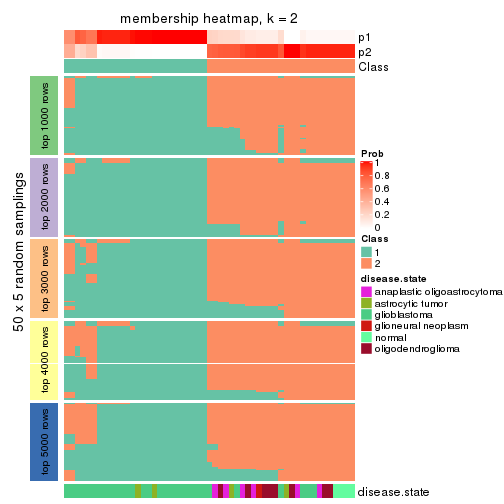 membership heatmap, k = 2
p1
p2
Class
50 x 5 random samplings
top 1000 rows
top 2000 rows
top 3000 rows
top 4000 rows
top 5000 rows
Prob
1
0.8
0.6
0.4
0.2
0
Class
1
2
disease.state
anaplastic oligoastrocytoma
astrocytic tumor
glioblastoma
glioneural neoplasm
normal
oligodendroglioma
disease.state